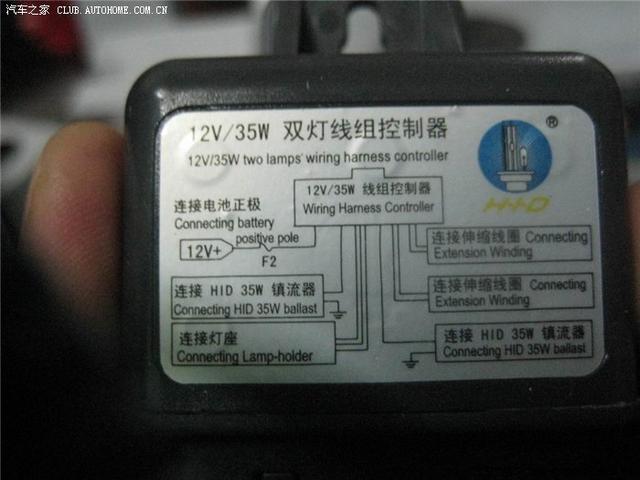 汽车之家 CLUB.AUTOHOME.COM.CN
12V/35W 双灯线组控制器
12V/35W two lamps' wiring harness controller
®
HID
12V/35W 线组控制器
Wiring Harness Controller
连接电池正极
Connecting battery
positive pole
12V+
F2
连接伸缩线圈 Connecting
Extension Winding
连接 HID 35W 镇流器
Connecting HID 35W ballast
连接伸缩线圈 Connecting
Extension Winding
连接灯座
Connecting Lamp-holder
连接 HID 35W 镇流器
Connecting HID 35W ballast